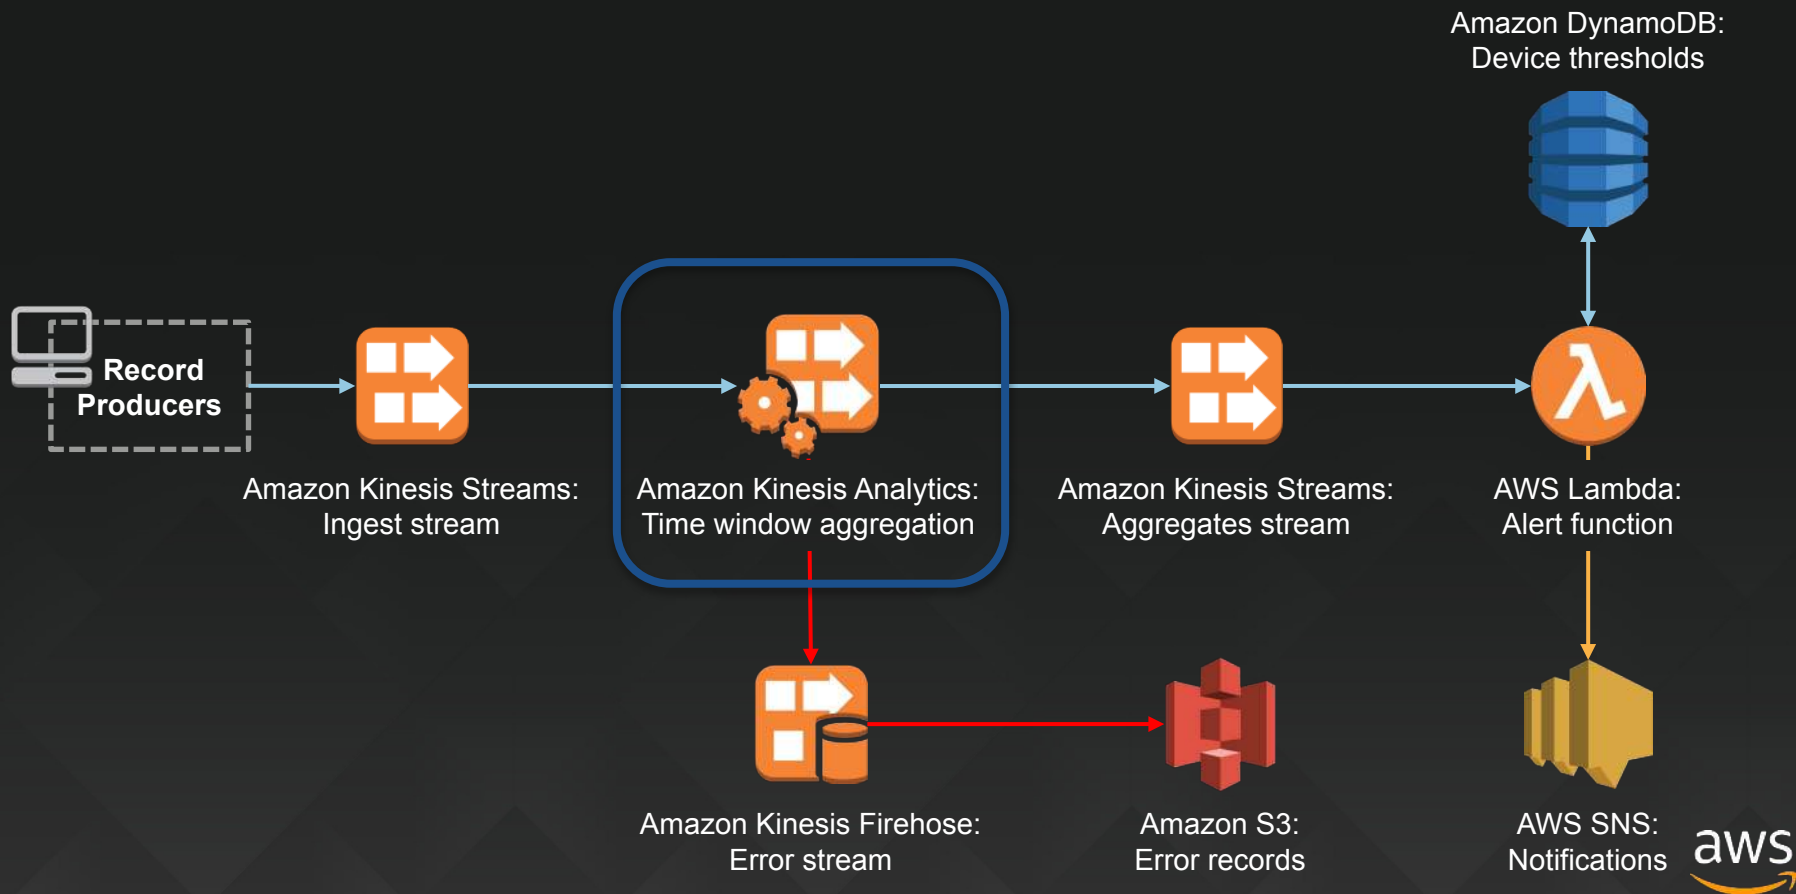 Amazon DynamoDB:
Device thresholds
Record
Producers
Amazon Kinesis Streams:
Ingest stream
Amazon Kinesis Analytics:
Time window aggregation
Amazon Kinesis Streams:
Aggregates stream
AWS Lambda:
Alert function
λ
Amazon Kinesis Firehose:
Error stream
Amazon S3:
Error records
AWS SNS:
Notifications
aws